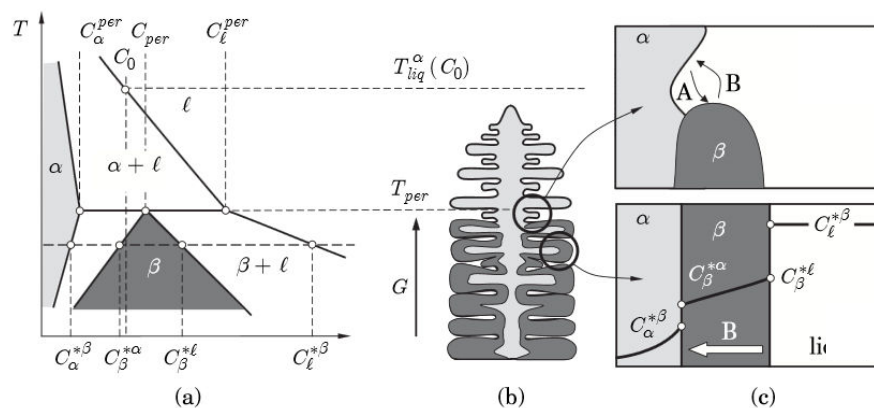 T
C_α^per
C_per
C_ℓ^per
C_0
ℓ
α
α + ℓ
β
β + ℓ
C_α^*β
C_β^*α
C_β^*ℓ
C_ℓ^*β
(a)
T_liq^α (C_0)
T_per
G
(b)
α
A
B
β
α
β
C_ℓ^*β
C_β^*α
C_β^*ℓ
C_α^*β
B
(c)